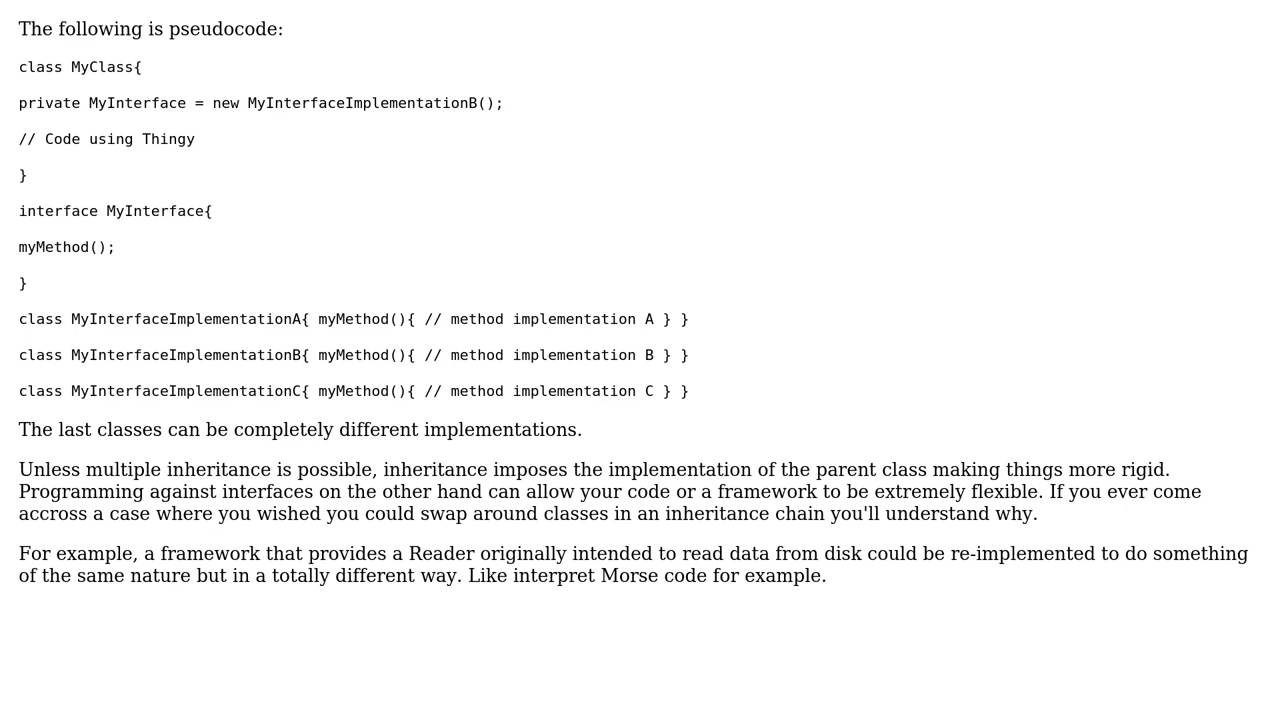 The following is pseudocode:
class MyClass{
private MyInterface = new MyInterfaceImplementationB();
// Code using Thingy
}
interface MyInterface{
myMethod();
}
class MyInterfaceImplementationA{ myMethod(){ // method implementation A } }
class MyInterfaceImplementationB{ myMethod(){ // method implementation B } }
class MyInterfaceImplementationC{ myMethod(){ // method implementation C } }
The last classes can be completely different implementations.
Unless multiple inheritance is possible, inheritance imposes the implementation of the parent class making things more rigid.
Programming against interfaces on the other hand can allow your code or a framework to be extremely flexible. If you ever come
accross a case where you wished you could swap around classes in an inheritance chain you'll understand why.
For example, a framework that provides a Reader originally intended to read data from disk could be re-implemented to do something
of the same nature but in a totally different way. Like interpret Morse code for example.